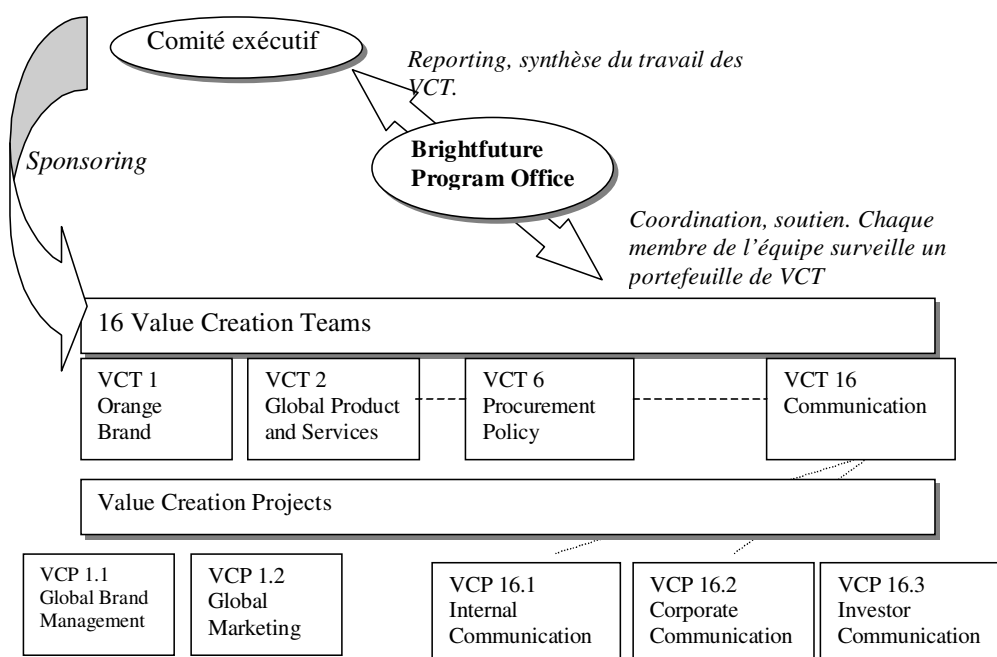 Comité exécutif
Reporting, synthèse du travail des
VCT.
Sponsoring
Brightfuture
Program Office
Coordination, soutien. Chaque
membre de l'équipe surveille un
portefeuille de VCT
16 Value Creation Teams
VCT 1
Orange
Brand
VCT 2
Global Product
and Services
VCT 6
Procurement
Policy
VCT 16
Communication
Value Creation Projects
VCP 1.1
Global Brand
Management
VCP 1.2
Global
Marketing
VCP 16.1
Internal
Communication
VCP 16.2
Corporate
Communication
VCP 16.3
Investor
Communication